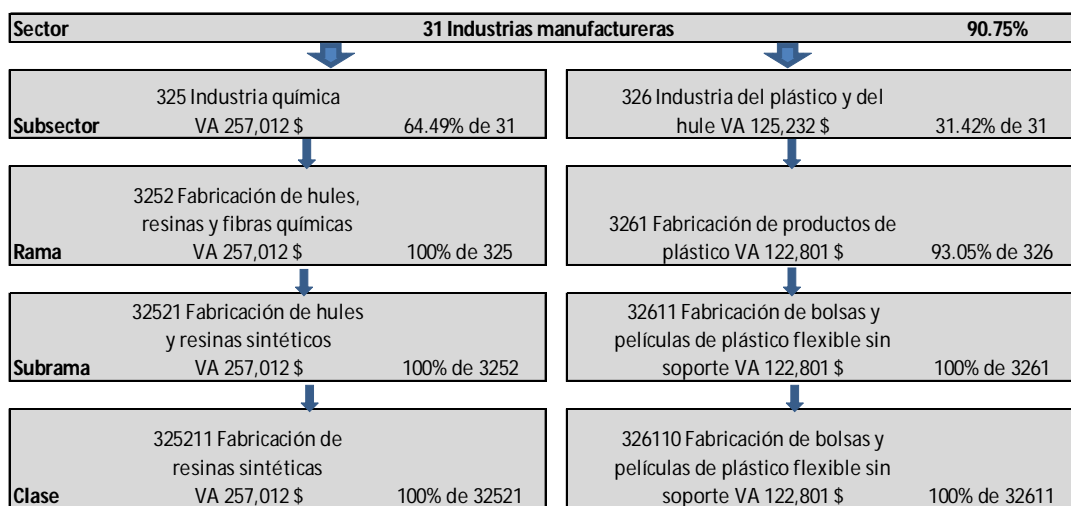 Sector 31 Industrias manufactureras 90.75%
325 Industria química
Subsector VA 257,012 $ 64.49% de 31
326 Industria del plástico y del
hule VA 125,232 $ 31.42% de 31
3252 Fabricación de hules,
resinas y fibras químicas
Rama VA 257,012 $ 100% de 325
3261 Fabricación de productos de
plástico VA 122,801 $ 93.05% de 326
32521 Fabricación de hules
y resinas sintéticos
Subrama VA 257,012 $ 100% de 3252
32611 Fabricación de bolsas y
películas de plástico flexible sin
soporte VA 122,801 $ 100% de 3261
325211 Fabricación de
resinas sintéticas
Clase VA 257,012 $ 100% de 32521
326110 Fabricación de bolsas y
películas de plástico flexible sin
soporte VA 122,801 $ 100% de 32611